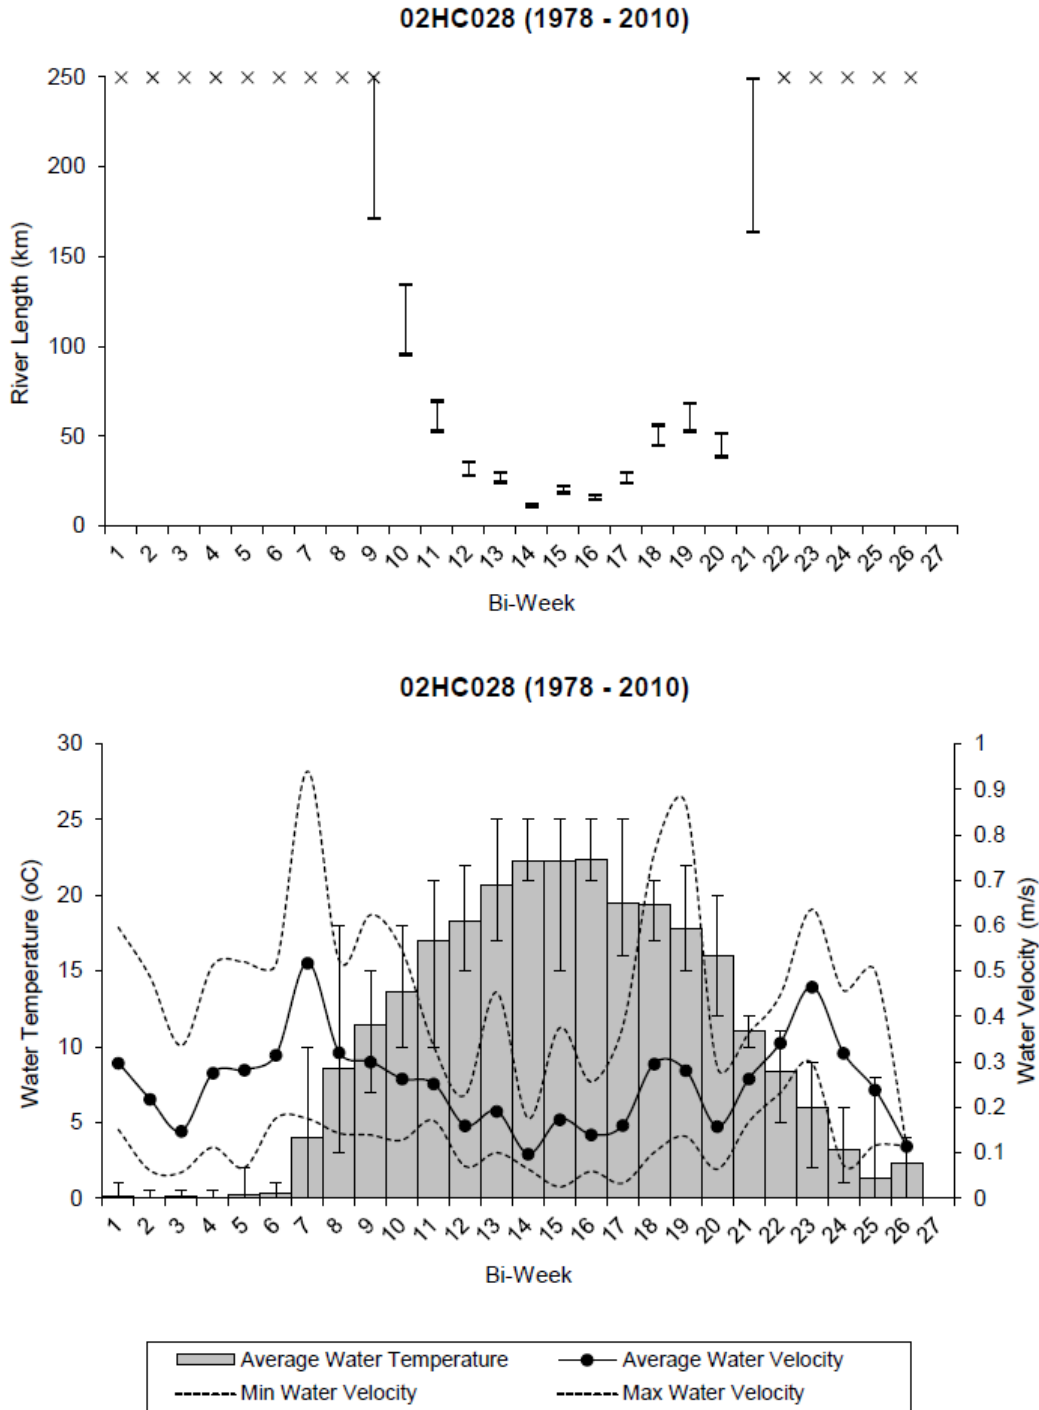 02HC028 (1978 - 2010)
250
200
150
100
50
0
River Length (km)
1 2 3 4 5 6 7 8 9 10 11 12 13 14 15 16 17 18 19 20 21 22 23 24 25 26 27
Bi-Week
02HC028 (1978 - 2010)
30
25
20
15
10
5
0
Water Temperature (oC)
1
0.9
0.8
0.7
0.6
0.5
0.4
0.3
0.2
0.1
0
Water Velocity (m/s)
1 2 3 4 5 6 7 8 9 10 11 12 13 14 15 16 17 18 19 20 21 22 23 24 25 26 27
Bi-Week
Average Water Temperature Average Water Velocity
Min Water Velocity Max Water Velocity